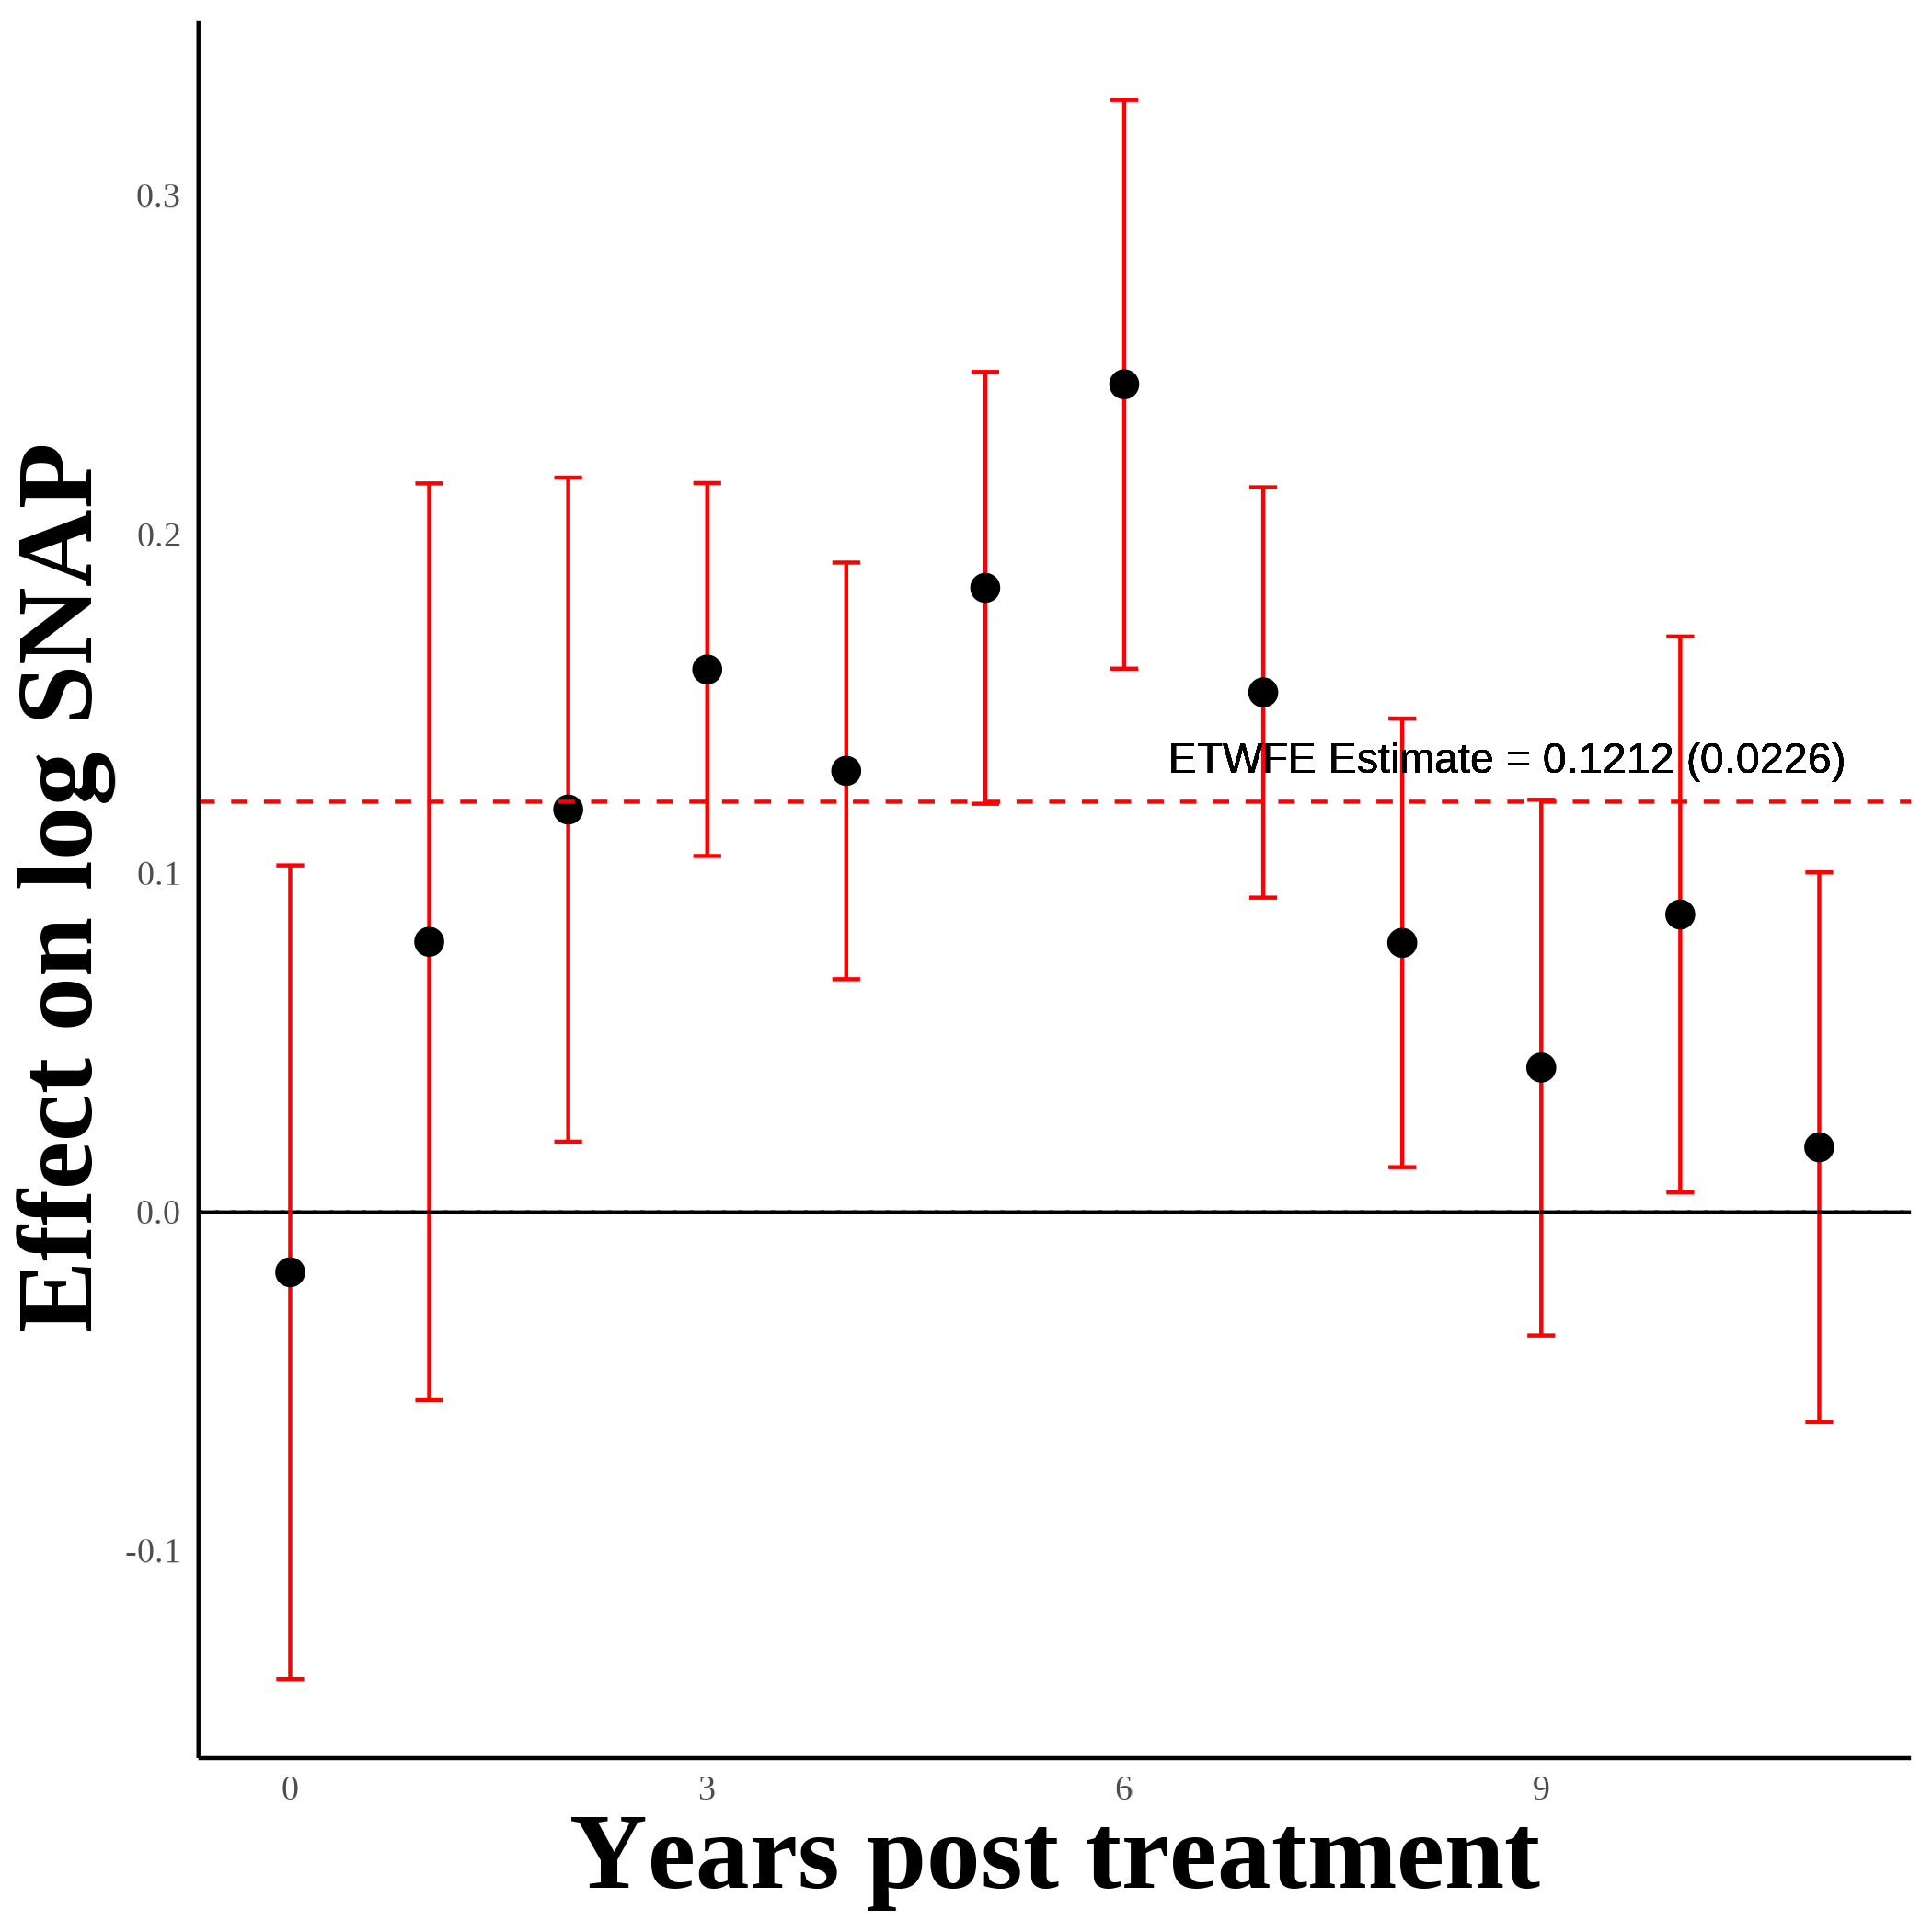 Effect on log SNAP
0.3
0.2
0.1
0.0
-0.1
ETWFE Estimate = 0.1212 (0.0226)
0 3 6 9
Years post treatment